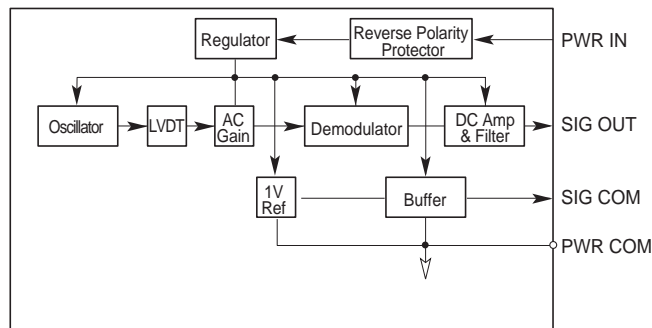 Regulator
Reverse Polarity
Protector
PWR IN
Oscillator
LVDT
AC
Gain
Demodulator
DC Amp
& Filter
SIG OUT
1V
Ref
Buffer
SIG COM
PWR COM